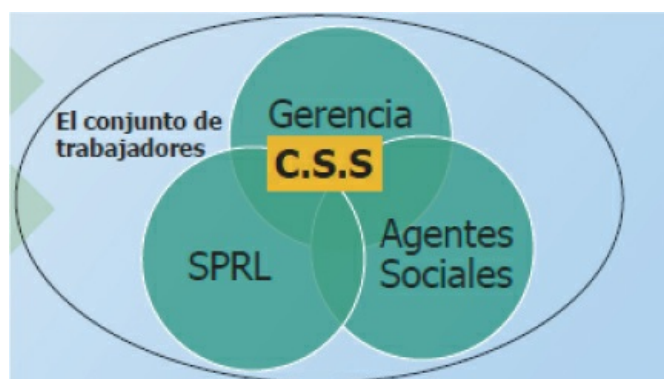 El conjunto de
trabajadores
Gerencia
C.S.S
SPRL
Agentes
Sociales